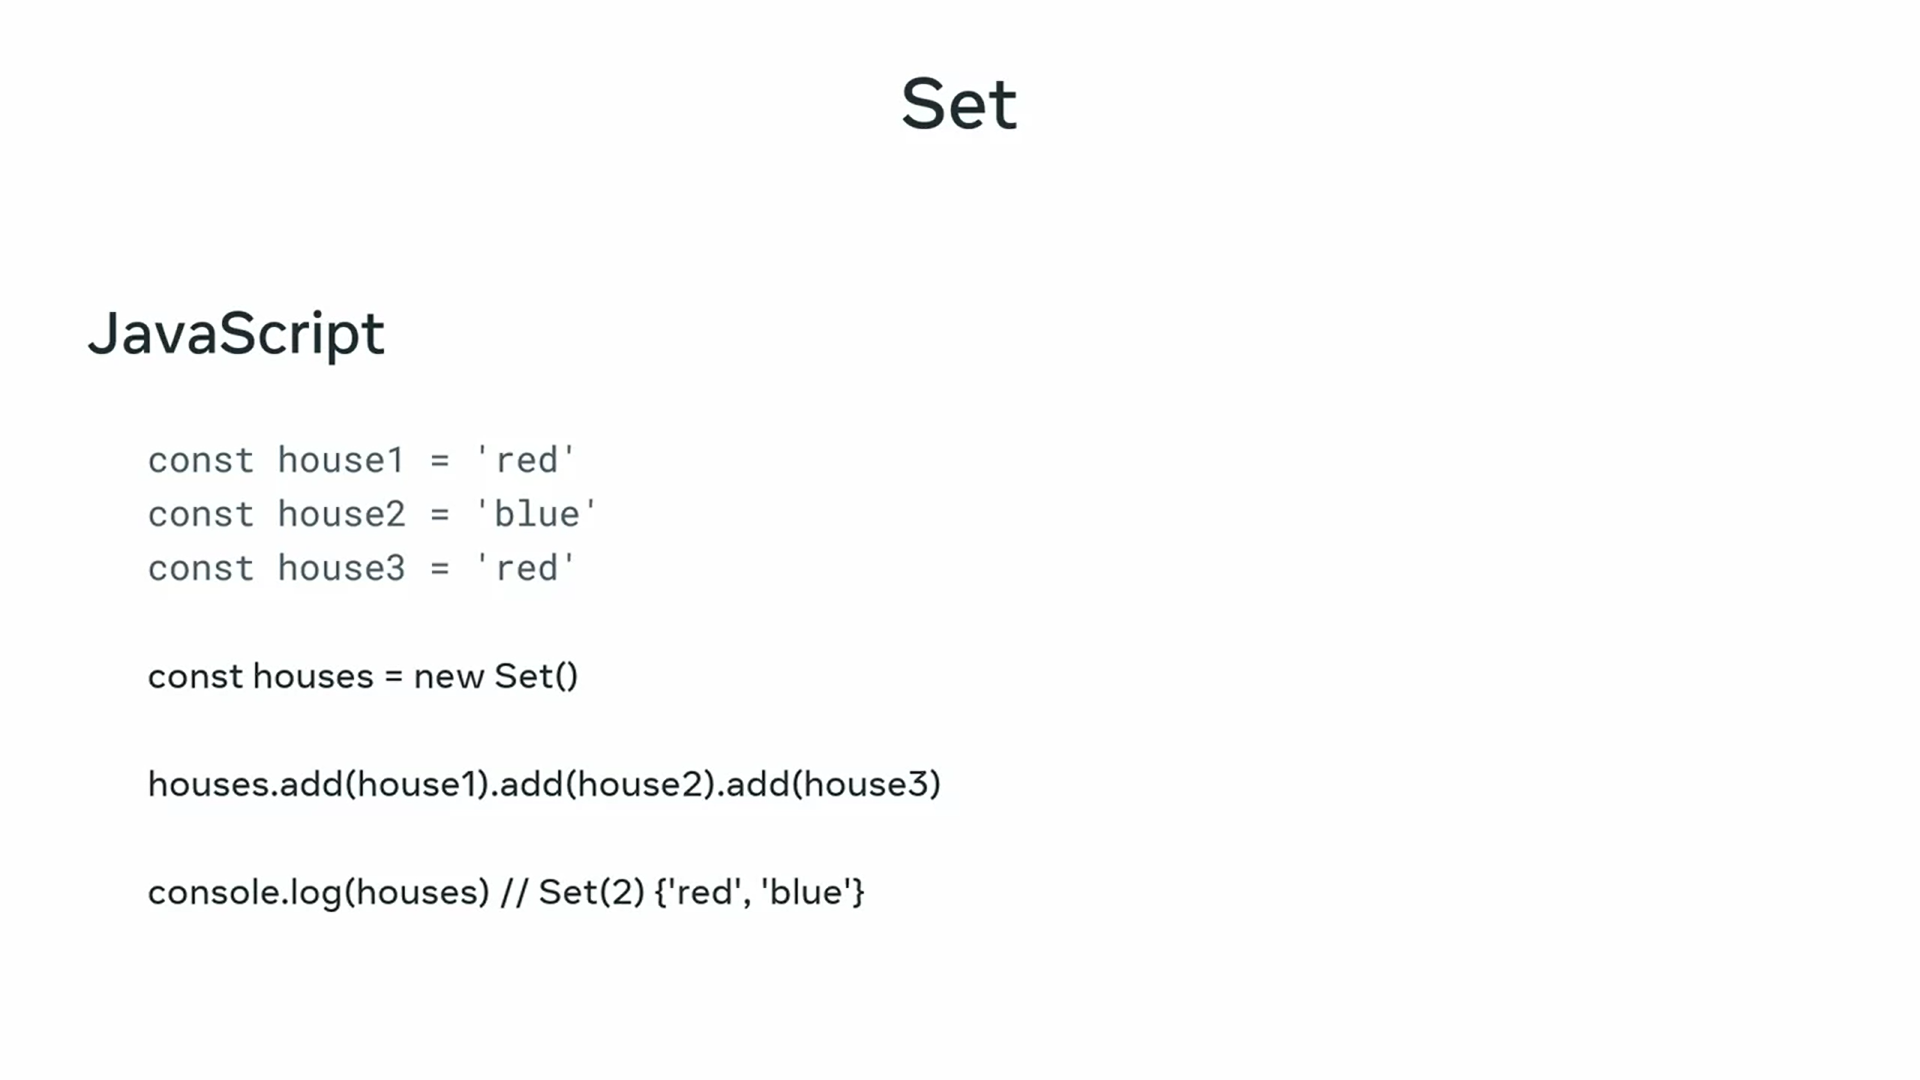 Set
JavaScript
const house1 = 'red'
const house2 = 'blue'
const house3 = 'red'
const houses = new Set()
houses.add(house1).add(house2).add(house3)
console.log(houses) // Set(2) {'red', 'blue'}